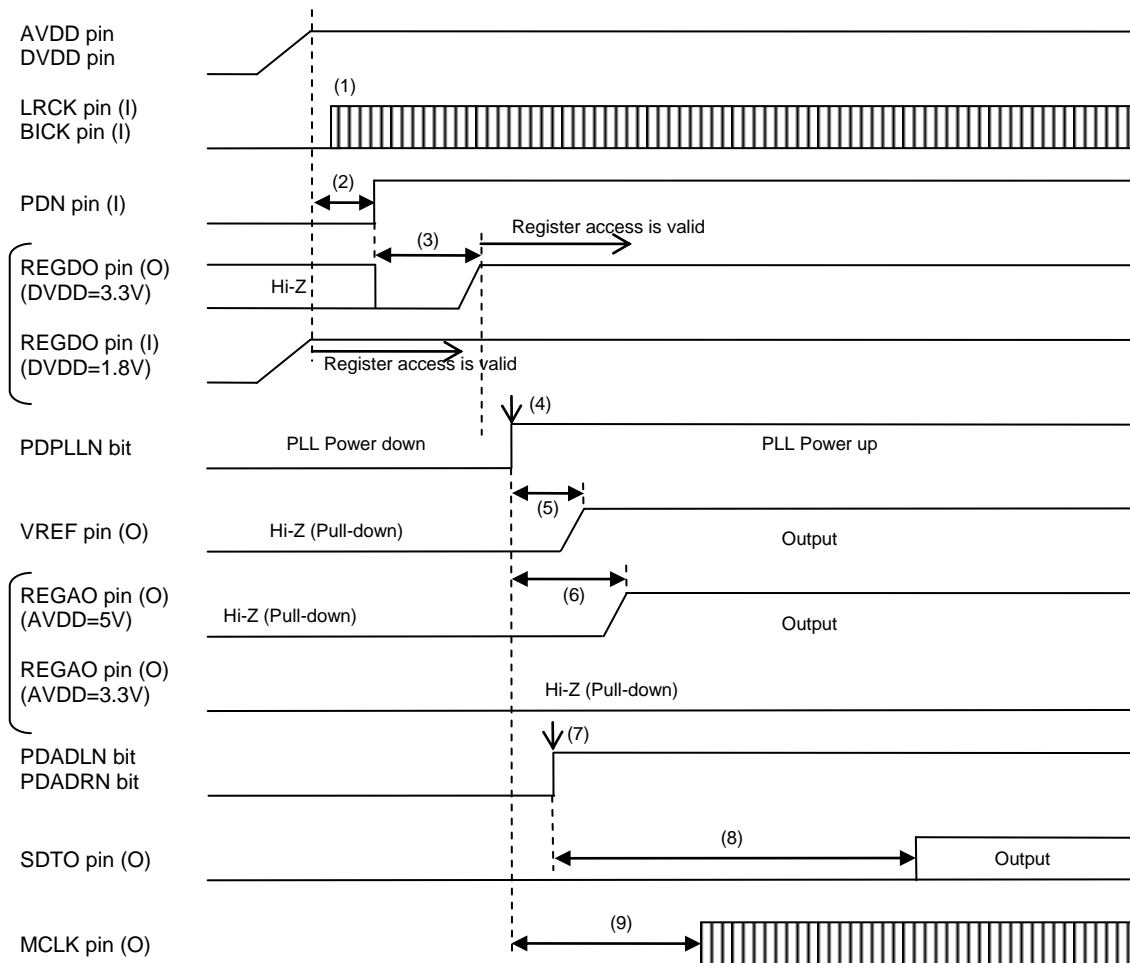 AVDD pin
DVDD pin
LRCK pin (I)
BICK pin (I)
(1)
PDN pin (I)
(2)
(3)
Register access is valid
REGDO pin (O)
(DVDD=3.3V)
Hi-Z
REGDO pin (I)
(DVDD=1.8V)
Register access is valid
(4)
PDPLLN bit
PLL Power down
PLL Power up
(5)
VREF pin (O)
Hi-Z (Pull-down)
Output
REGAO pin (O)
(AVDD=5V)
(6)
Hi-Z (Pull-down)
Output
REGAO pin (O)
(AVDD=3.3V)
Hi-Z (Pull-down)
(7)
PDADLN bit
PDADRN bit
(8)
SDTO pin (O)
Output
(9)
MCLK pin (O)